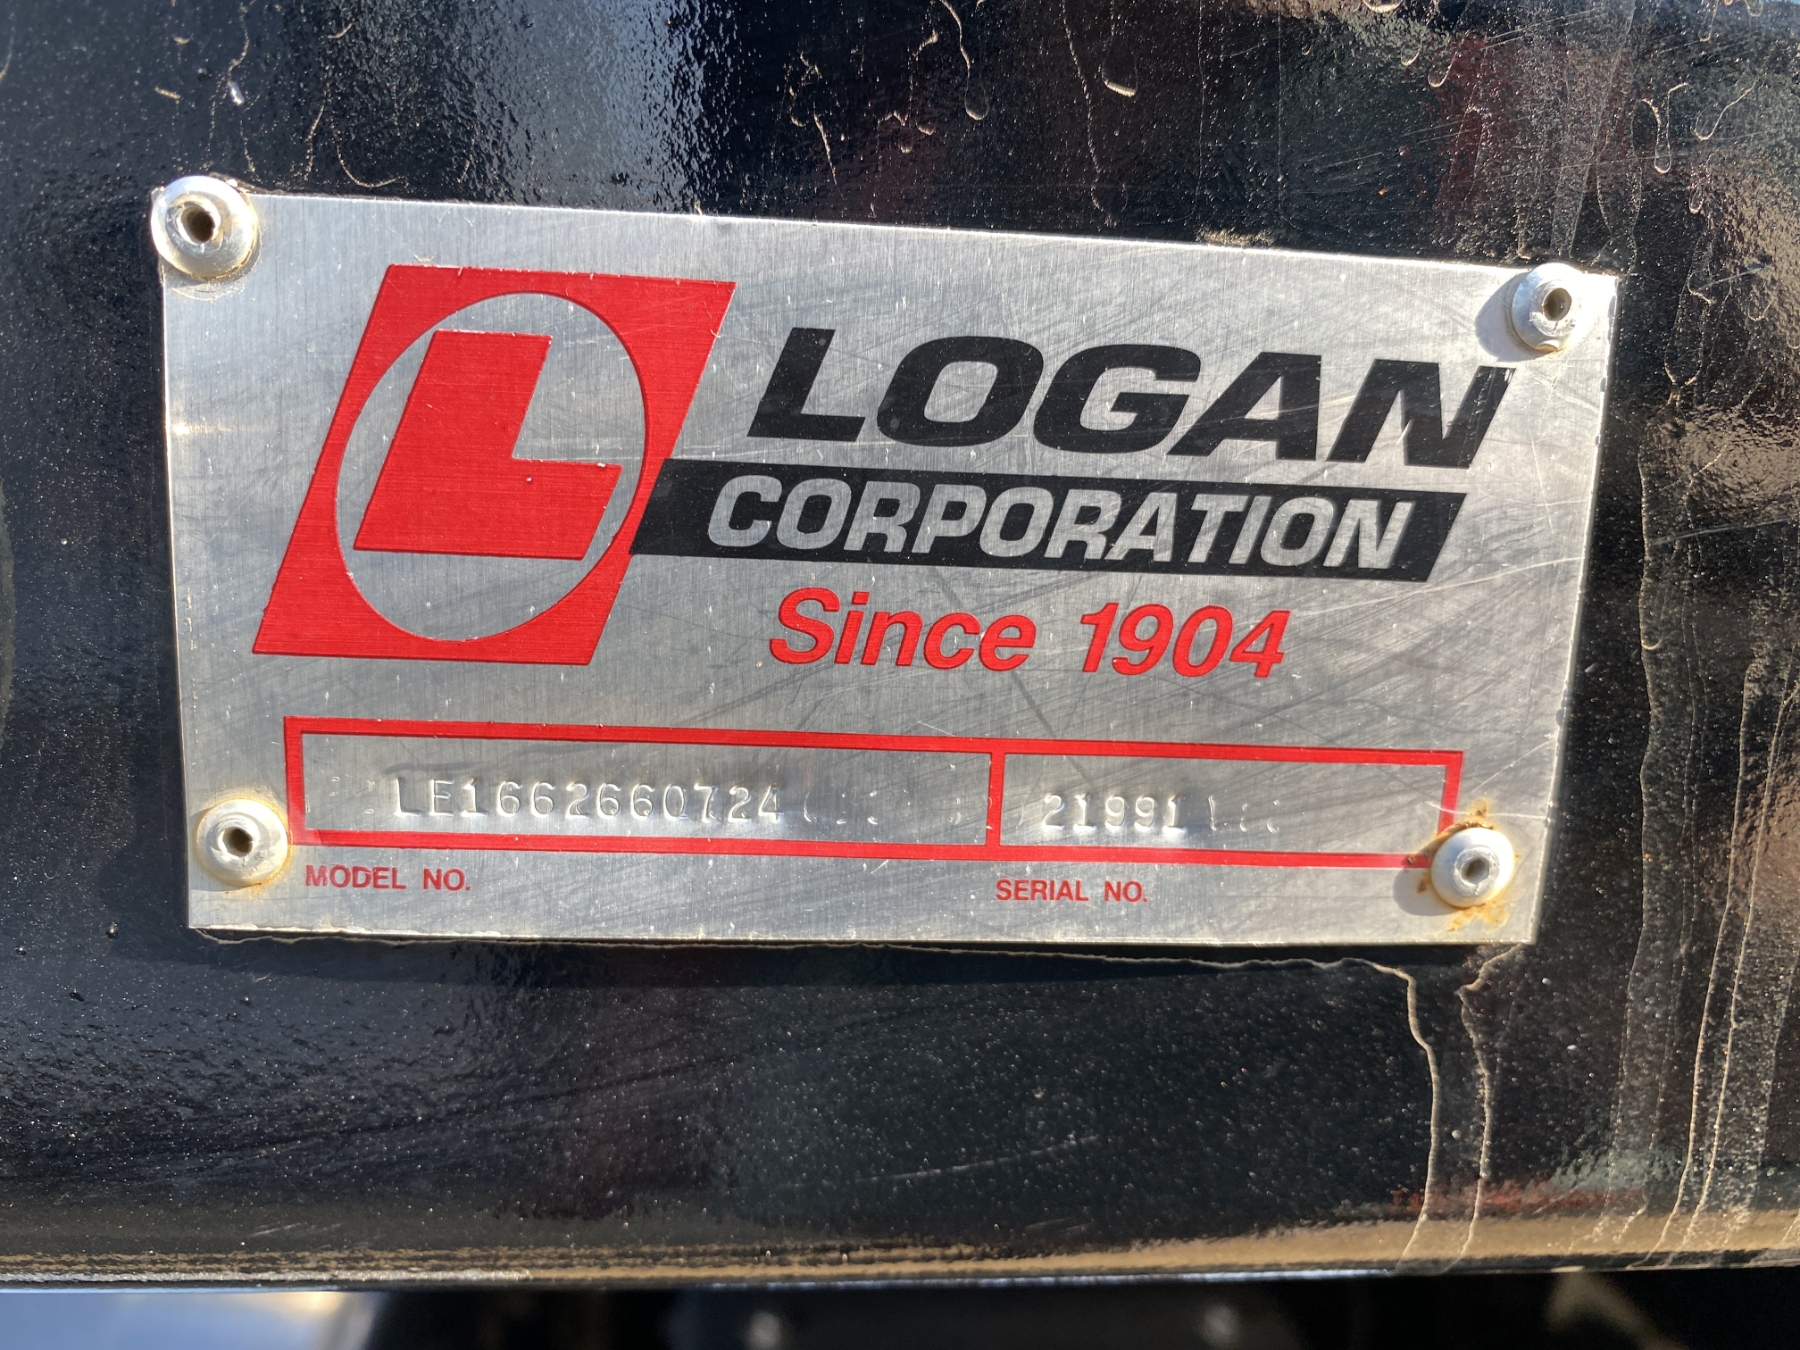 L
LOGAN
CORPORATION
Since 1904
LE1662660724
21991
MODEL NO.
SERIAL NO.